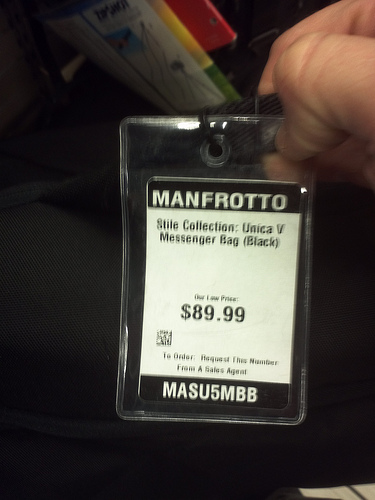 MANFROTTO
Stile Collection: Unica V
Messenger Bag (Black)
Our Low Price:
$89.99
To Order: Request This Number
From A Sales Agent
MASU5MBB